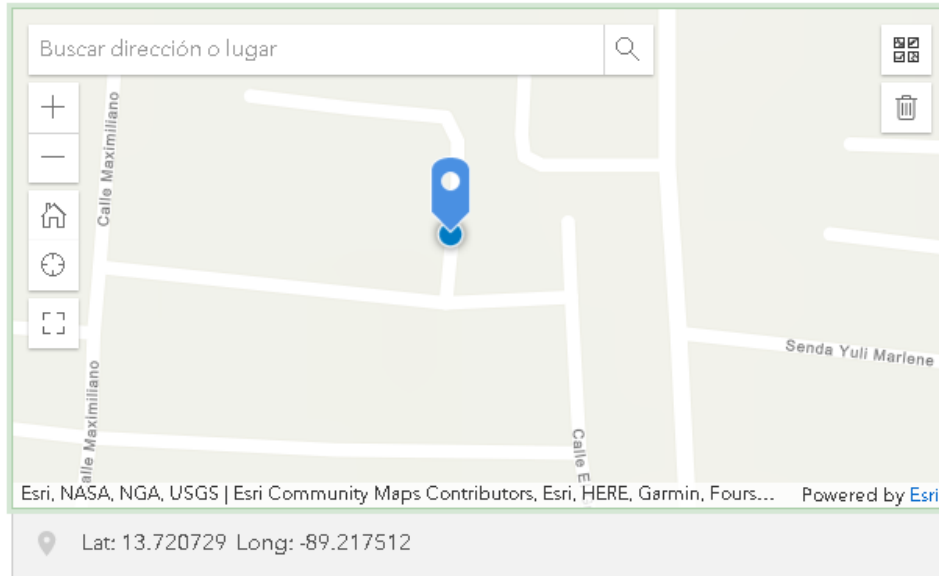 Buscar dirección o lugar
Calle Maximiliano
Senda Yuli Marlene
alle Maximiliano
Calle E
Esri, NASA, NGA, USGS | Esri Community Maps Contributors, Esri, HERE, Garmin, Fours... Powered by Esri
Lat: 13.720729 Long: -89.217512